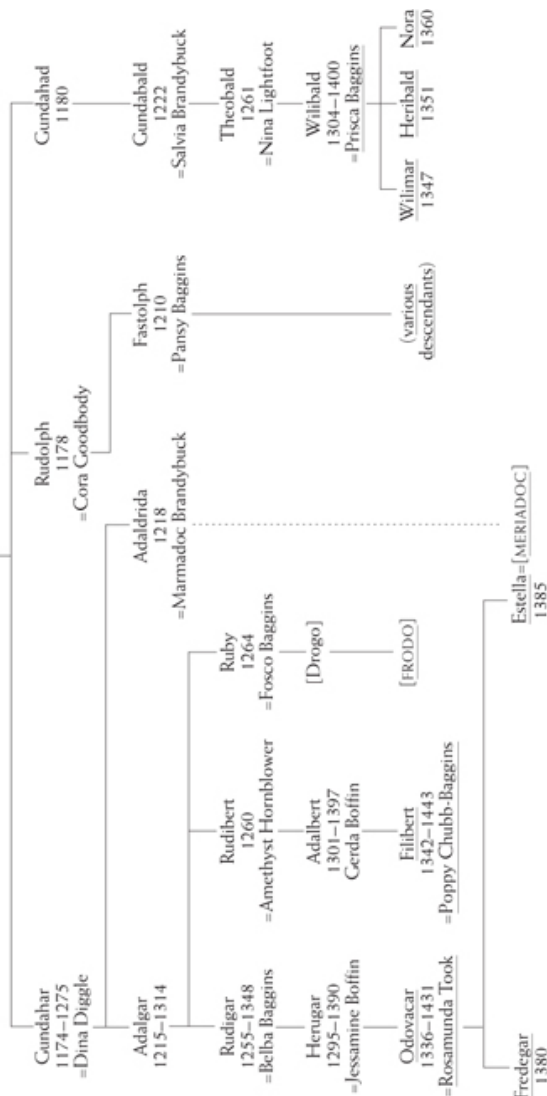 Gundahar
1174–1275
=Dina Diggle
Rudolph
1178
=Cora Goodbody
Gundahad
1180
Adalgar
1215–1314
Adaldrida
1218
=Marmadoc Brandybuck
Fastolph
1210
=Pansy Baggins
Gundabald
1222
=Salvia Brandybuck
Rudigar
1255–1348
=Belba Baggins
Rudibert
1260
=Amethyst Hornblower
Ruby
1264
=Fosco Baggins
Theobald
1261
=Nina Lightfoot
Herugar
1295–1390
=Jessamine Boffin
Adalbert
1301–1397
Gerda Boffin
[Drogo]
Wilibald
1304–1400
=Prisca Baggins
Odovacar
1336–1431
=Rosamunda Took
Filibert
1342–1443
=Poppy Chubb-Baggins
[FRODO]
(various
descendants)
Wilimar
1347
Heribald
1351
Nora
1360
Fredegar
1380
Estella=[MERIADOC]
1385